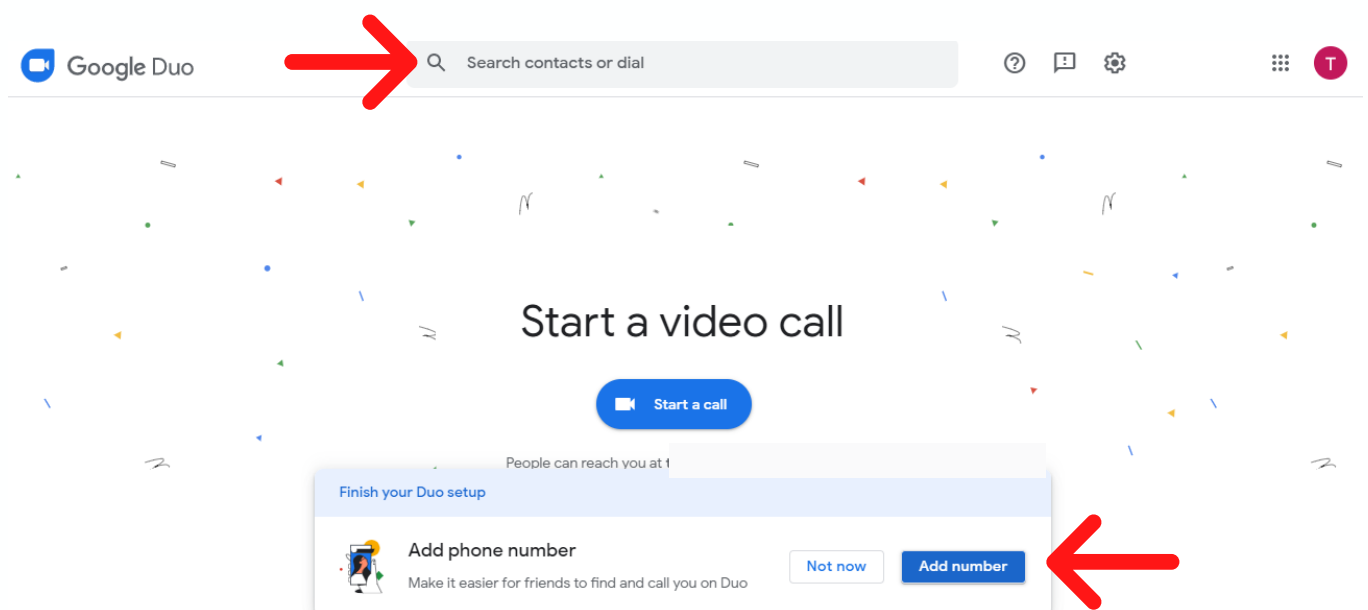 Google Duo
Search contacts or dial
T
Start a video call
Start a call
People can reach you at
Finish your Duo setup
Add phone number
Make it easier for friends to find and call you on Duo
Not now
Add number